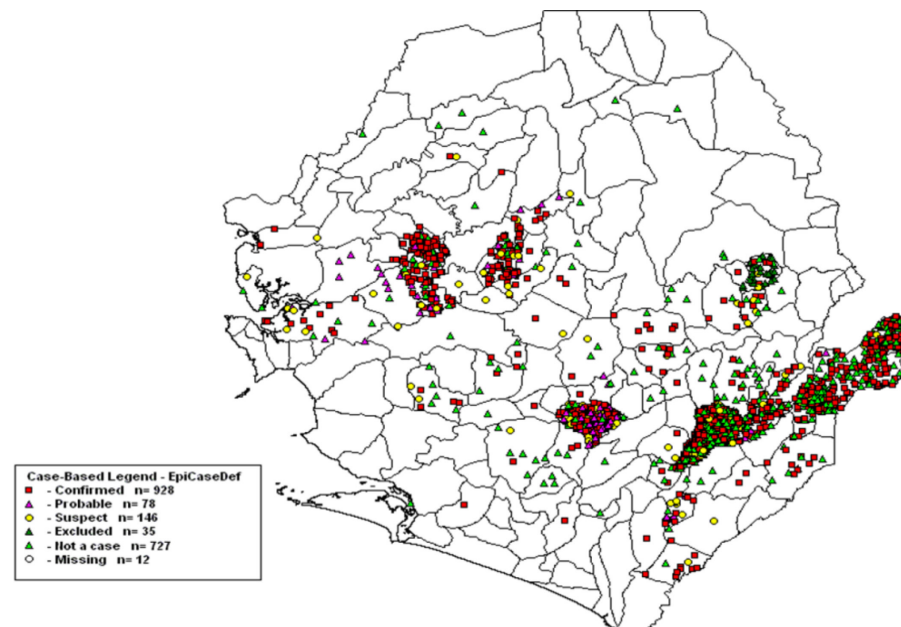 Case-Based Legend - EpiCaseDef
- Confirmed n= 928
- Probable n= 78
- Suspect n= 146
- Excluded n= 35
- Not a case n= 727
- Missing n= 12